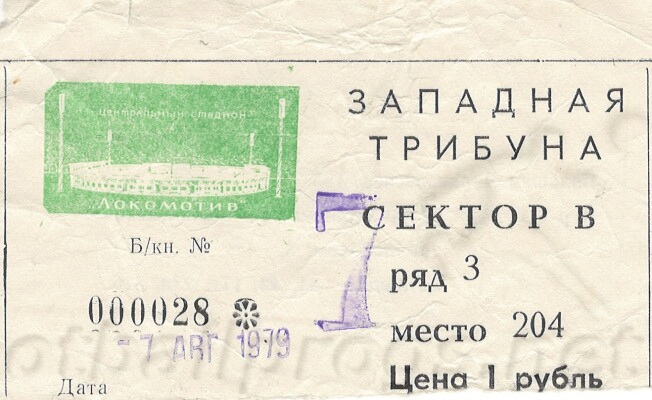 Центральный стадион
"Локомотив"
Б/кн. №
000028
-7 АВГ 1979
Дата
ЗАПАДНАЯ
ТРИБУНА
СЕКТОР В
ряд 3
место 204
Цена 1 рубль